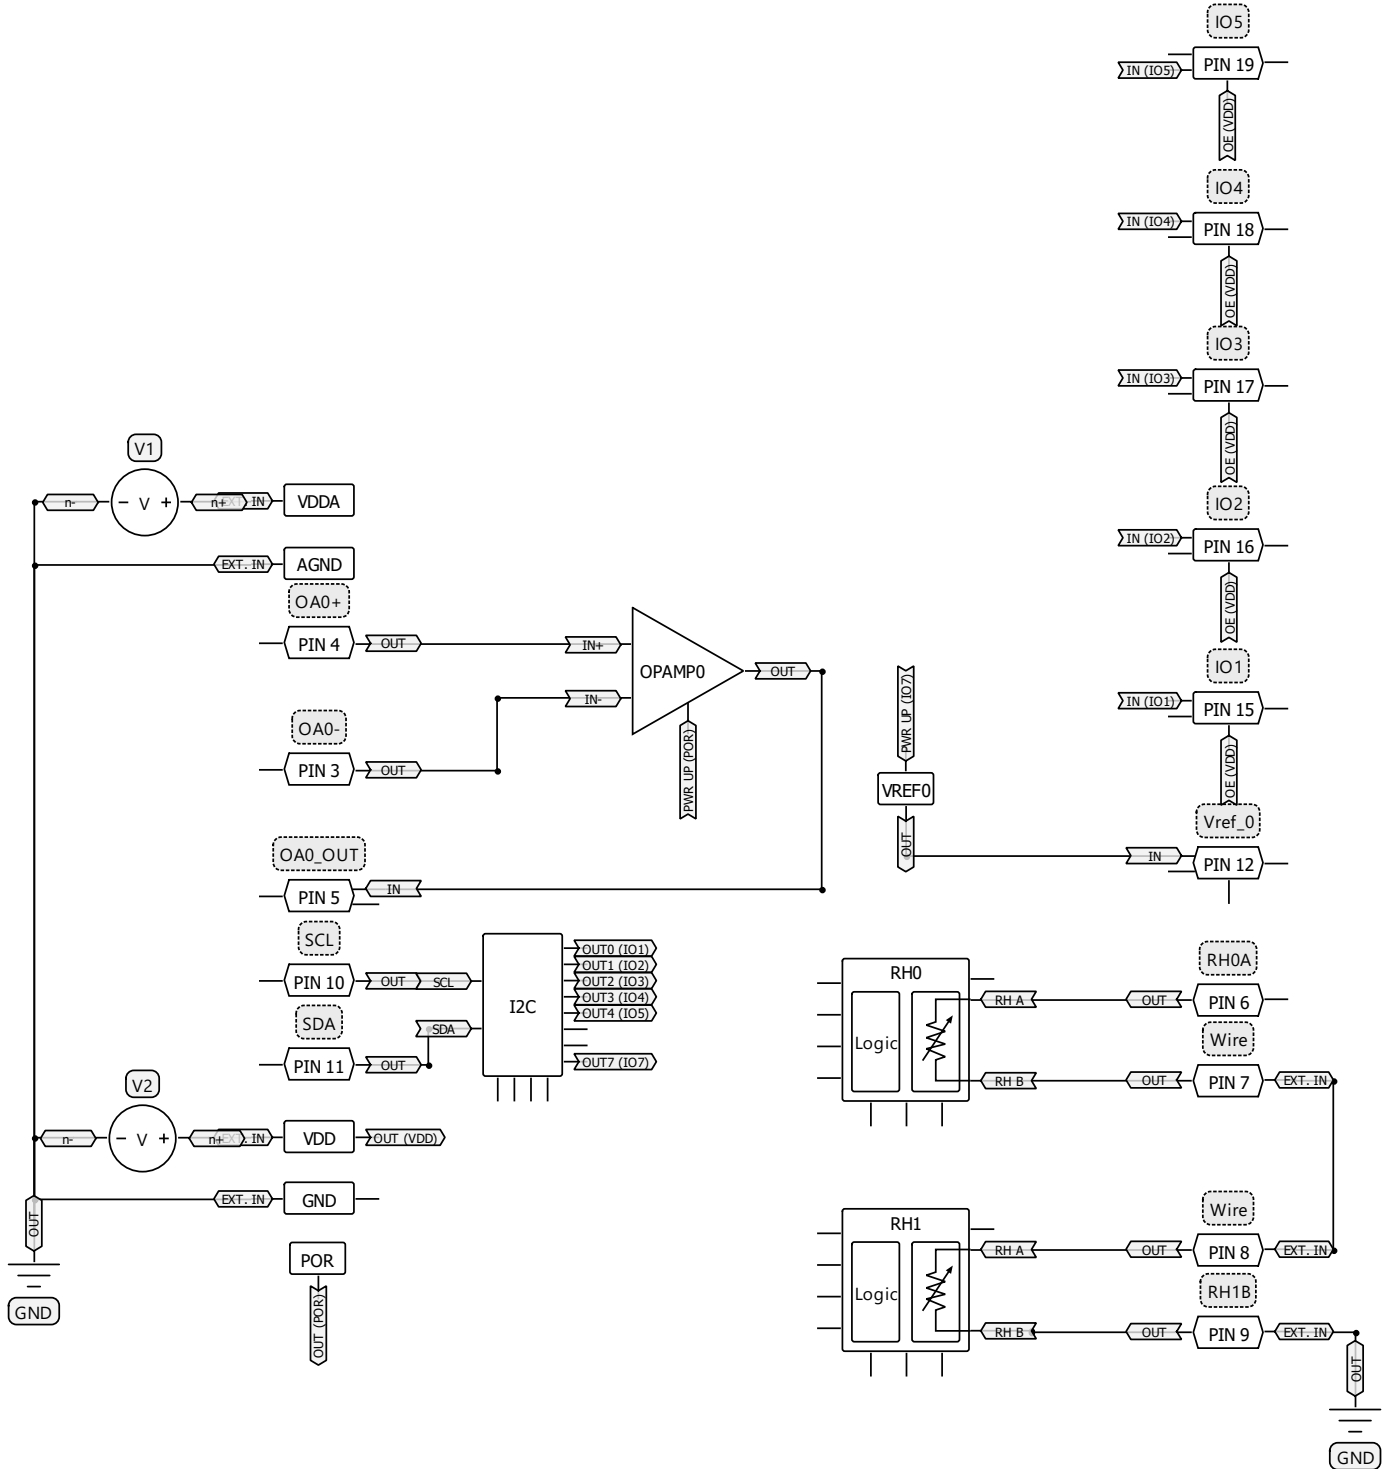 IO5
IN (IO5)
PIN 19
OE (VDD)
IO4
IN (IO4)
PIN 18
OE (VDD)
IO3
IN (IO3)
PIN 17
OE (VDD)
IO2
IN (IO2)
PIN 16
OE (VDD)
IO1
IN (IO1)
PIN 15
OE (VDD)
V1
n-
- V +
n+
EXT. IN
VDDA
EXT. IN
AGND
OA0+
PIN 4
OUT
IN+
OPAMP0
OUT
IN-
PWR UP (POR)
OA0-
PIN 3
OUT
PWR UP (IO7)
VREF0
OUT
Vref_0
IN
PIN 12
OA0_OUT
PIN 5
IN
SCL
PIN 10
OUT
SCL
I2C
OUT0 (IO1)
OUT1 (IO2)
OUT2 (IO3)
OUT3 (IO4)
OUT4 (IO5)
OUT7 (IO7)
SDA
SDA
PIN 11
OUT
V2
n-
- V +
n+
EXT. IN
VDD
OUT (VDD)
EXT. IN
GND
OUT
GND
POR
OUT (POR)
RH0
Logic
RH A
OUT
RH0A
PIN 6
RH B
OUT
Wire
PIN 7
EXT. IN
RH1
Logic
RH A
OUT
Wire
PIN 8
EXT. IN
RH B
OUT
RH1B
PIN 9
EXT. IN
OUT
GND